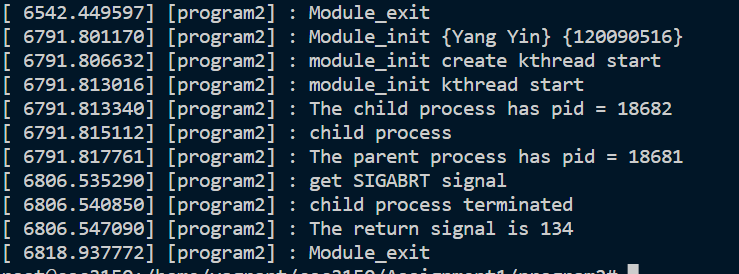 [ 6542.449597] [program2] : Module_exit
[ 6791.801170] [program2] : Module_init {Yang Yin} {120090516}
[ 6791.806632] [program2] : module_init create kthread start
[ 6791.813016] [program2] : module_init kthread start
[ 6791.813340] [program2] : The child process has pid = 18682
[ 6791.815112] [program2] : child process
[ 6791.817761] [program2] : The parent process has pid = 18681
[ 6806.535290] [program2] : get SIGABRT signal
[ 6806.540850] [program2] : child process terminated
[ 6806.547090] [program2] : The return signal is 134
[ 6818.937772] [program2] : Module_exit